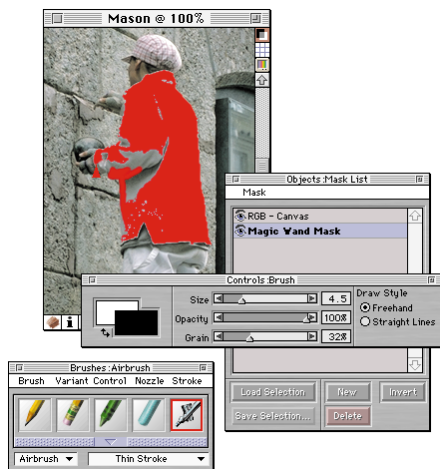 Mason @ 100%
Objects:Mask List
Mask
RGB - Canvas
Magic Wand Mask
Controls:Brush
Size 4.5
Opacity 100%
Grain 32%
Draw Style
Freehand
Straight Lines
Load Selection New Invert
Save Selection... Delete
Brushes:Airbrush
Brush Variant Control Nozzle Stroke
Airbrush Thin Stroke